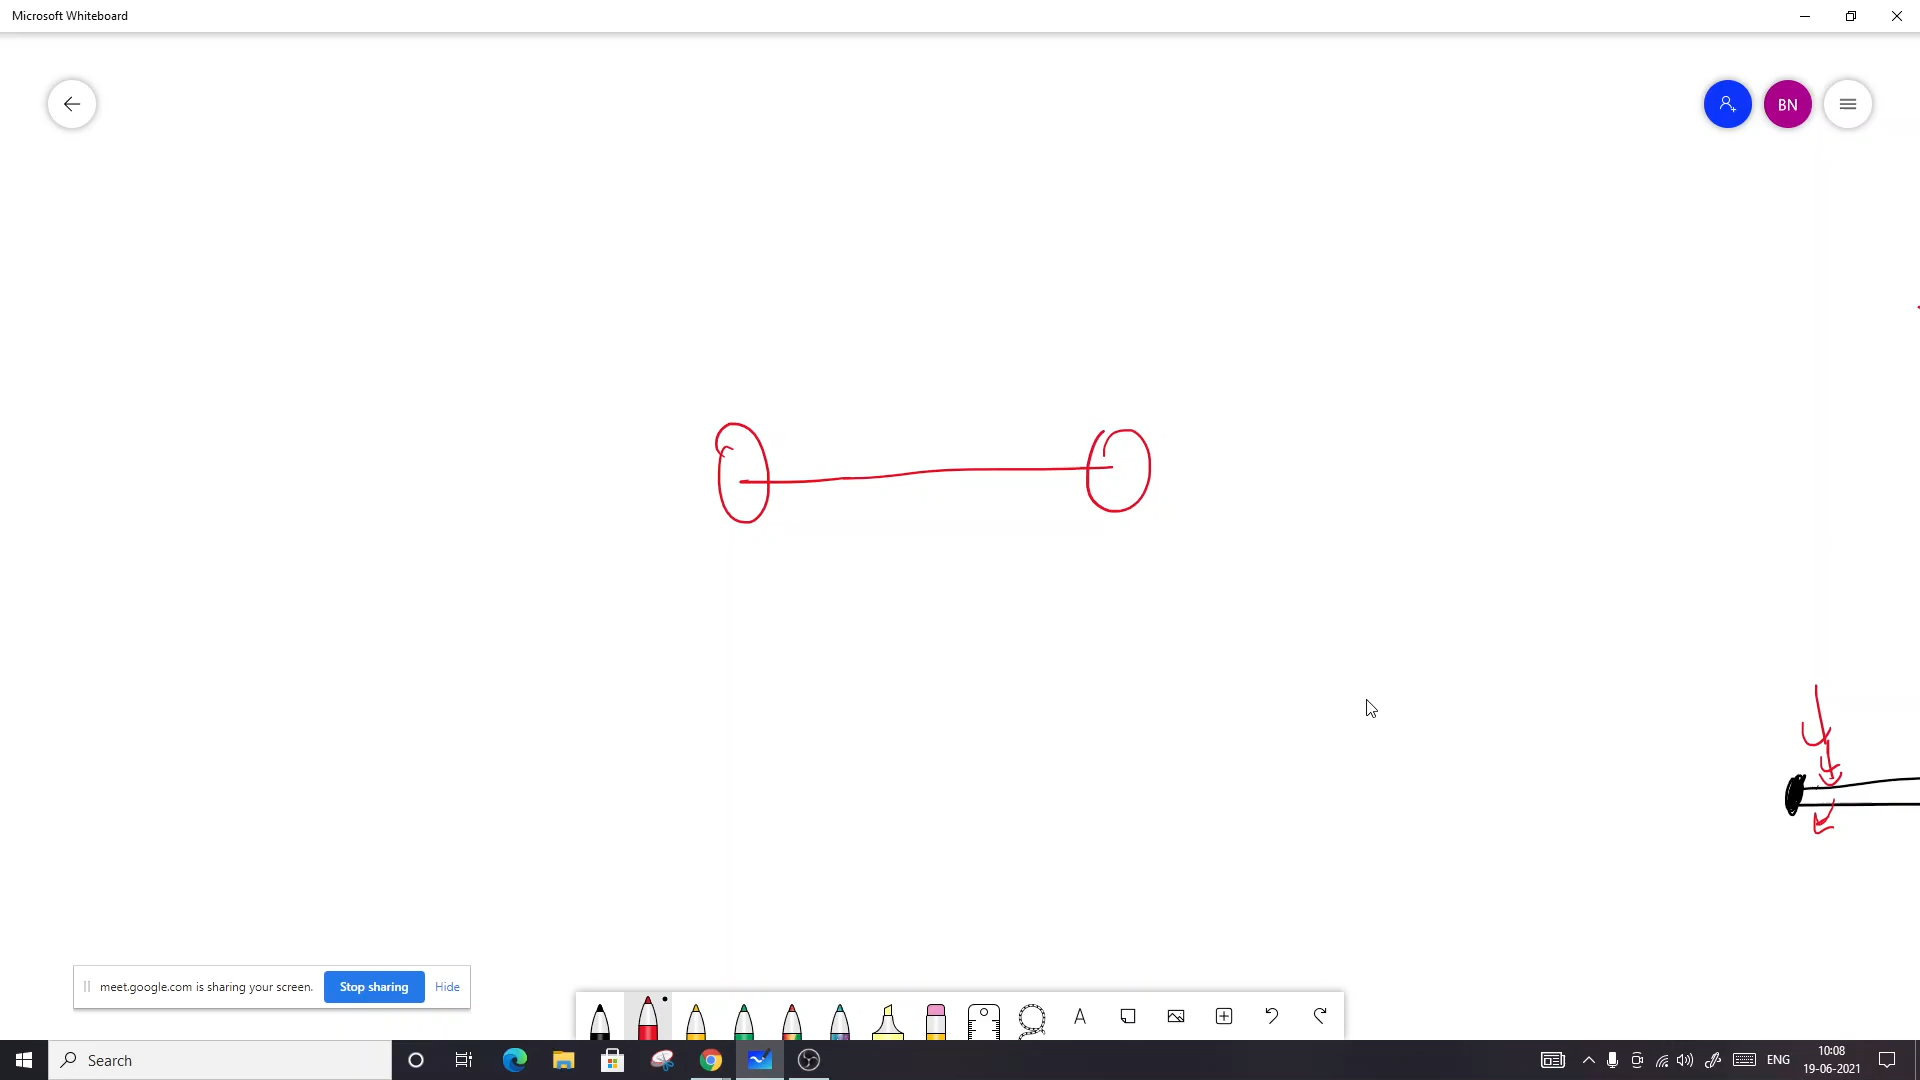 Microsoft Whiteboard
BN
meet.google.com is sharing your screen.
Stop sharing
Hide
A
Search
ENG
10:08
19-06-2021